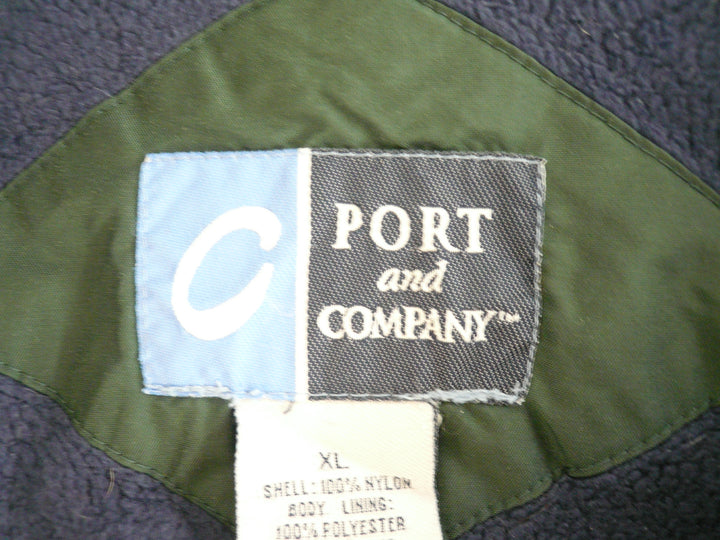 C
PORT
and
COMPANY™
XL
SHELL: 100% NYLON
BODY LINING:
100% POLYESTER